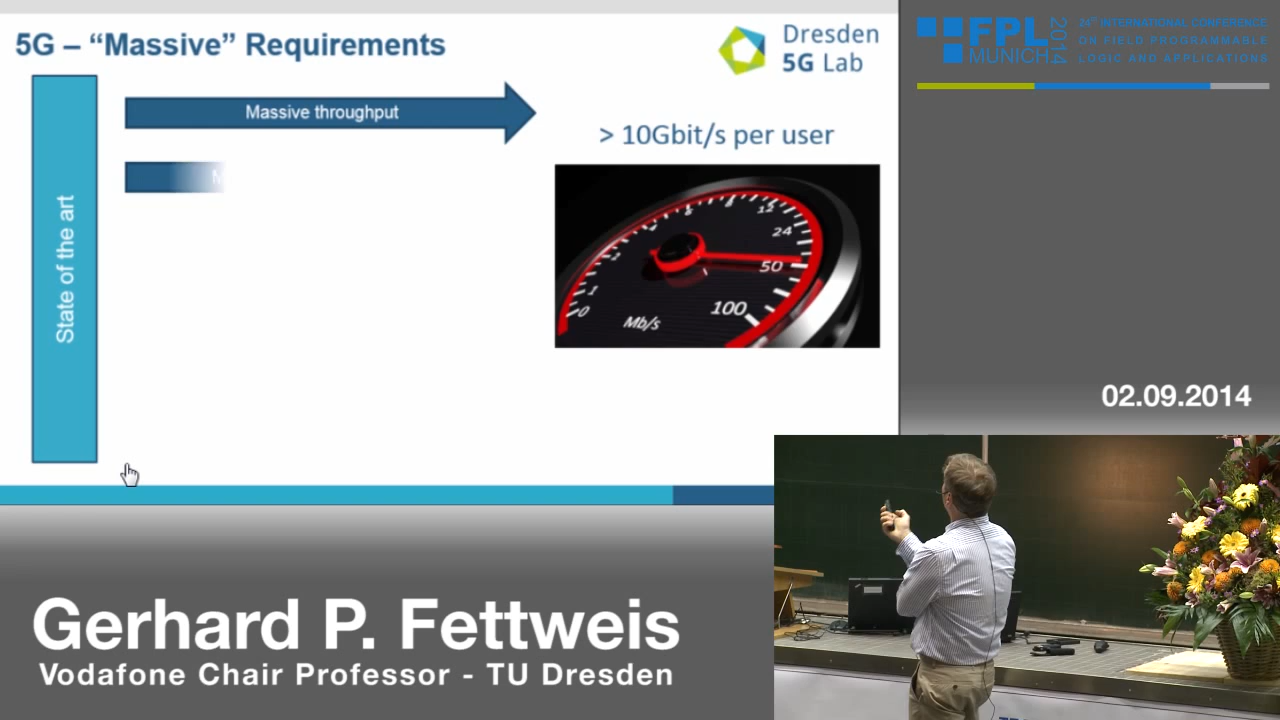 5G – “Massive” Requirements
Dresden
5G Lab
Massive throughput
> 10Gbit/s per user
M
State of the art
0
1
12
24
50
100
Mb/s
FPL
2014
MUNICH
24th INTERNATIONAL CONFERENCE
ON FIELD PROGRAMMABLE
LOGIC AND APPLICATIONS
02.09.2014
Gerhard P. Fettweis
Vodafone Chair Professor - TU Dresden